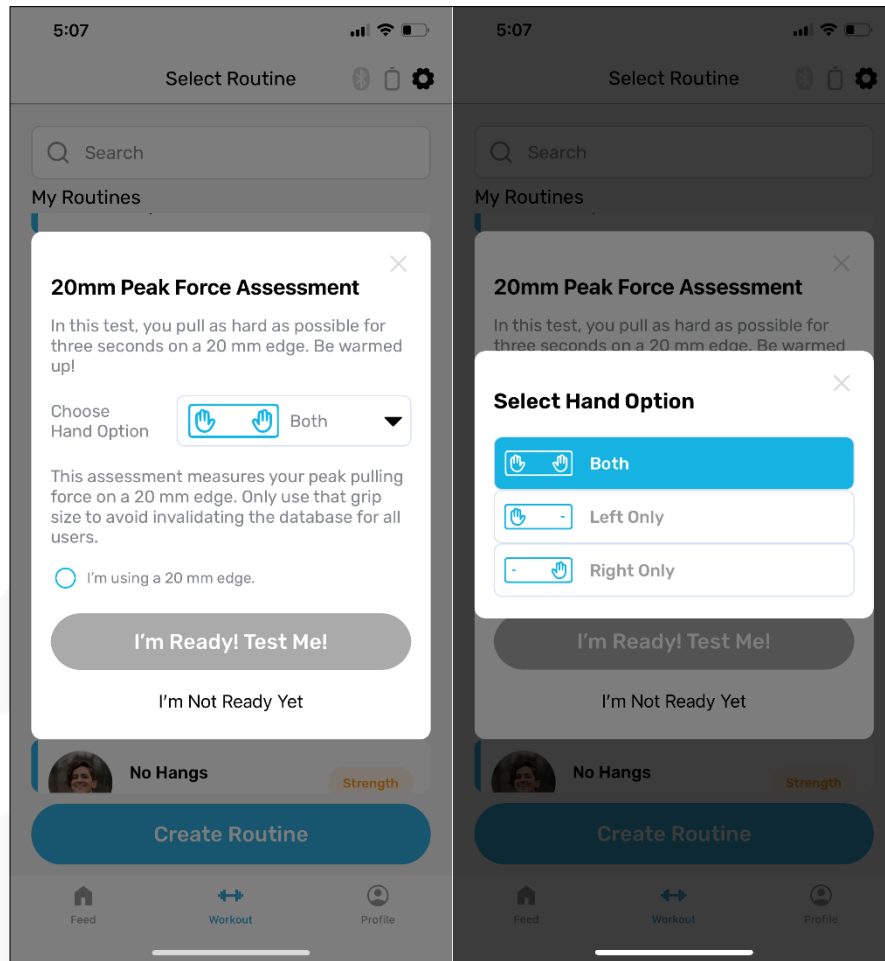 5:07
Select Routine
Search
My Routines
20mm Peak Force Assessment
In this test, you pull as hard as possible for
three seconds on a 20 mm edge. Be warmed
up!
Choose
Hand Option
Both
This assessment measures your peak pulling
force on a 20 mm edge. Only use that grip
size to avoid invalidating the database for all
users.
I'm using a 20 mm edge.
I'm Ready! Test Me!
I'm Not Ready Yet
No Hangs
Strength
Create Routine
Feed
Workout
Profile
5:07
Select Routine
Search
My Routines
20mm Peak Force Assessment
In this test, you pull as hard as possible for
three seconds on a 20 mm edge. Be warmed
Select Hand Option
Both
Left Only
Right Only
I'm Ready! Test Me!
I'm Not Ready Yet
No Hangs
Strength
Create Routine
Feed
Workout
Profile